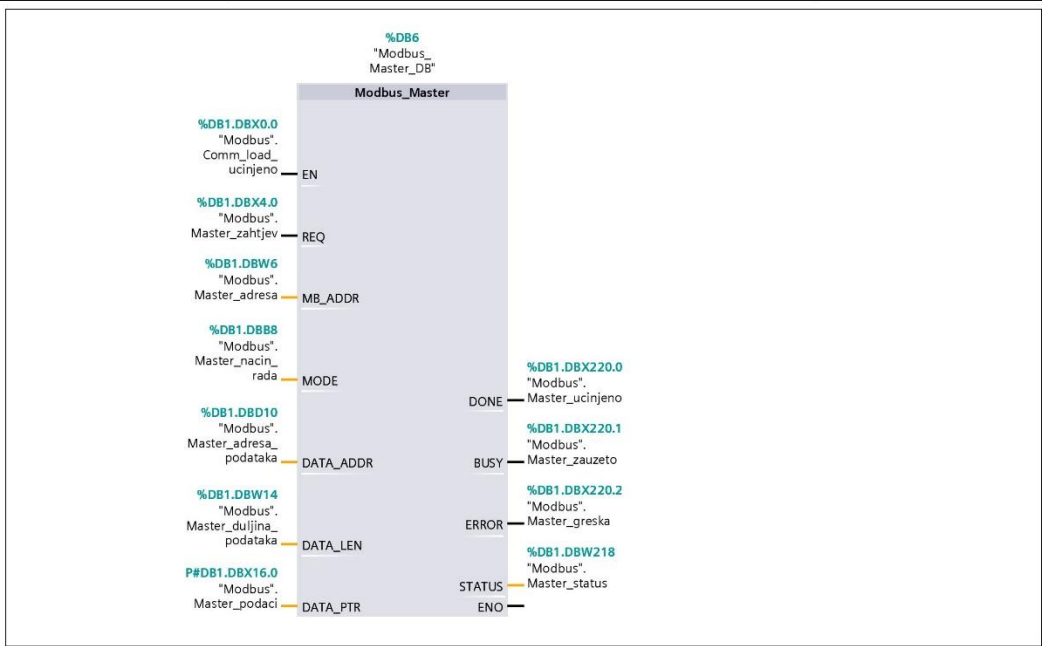 %DB6
"Modbus_
Master_DB"
Modbus_Master
%DB1.DBX0.0
"Modbus".
Comm_load_
ucinjeno
EN
%DB1.DBX4.0
"Modbus".
Master_zahtjev
REQ
%DB1.DBW6
"Modbus".
Master_adresa
MB_ADDR
%DB1.DBB8
"Modbus".
Master_nacin_
rada
MODE
%DB1.DBD10
"Modbus".
Master_adresa_
podataka
DATA_ADDR
%DB1.DBW14
"Modbus".
Master_duljina_
podataka
DATA_LEN
P#DB1.DBX16.0
"Modbus".
Master_podaci
DATA_PTR
%DB1.DBX220.0
"Modbus".
DONE
Master_ucinjeno
%DB1.DBX220.1
"Modbus".
BUSY
Master_zauzeto
%DB1.DBX220.2
"Modbus".
ERROR
Master_greska
%DB1.DBW218
"Modbus".
STATUS
Master_status
ENO